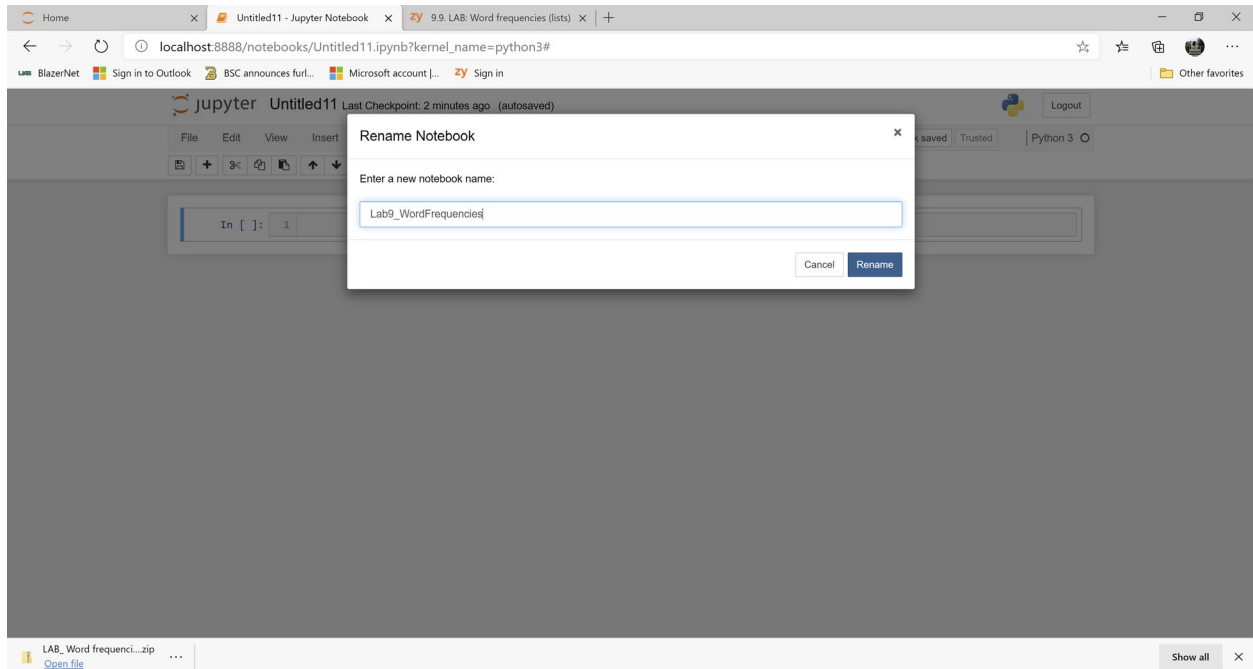 Home
Untitled11 - Jupyter Notebook
zy 9.9. LAB: Word frequencies (lists)
localhost:8888/notebooks/Untitled11.ipynb?kernel_name=python3#
BlazerNet
Sign in to Outlook
BSC announces furl...
Microsoft account |...
zy Sign in
Other favorites
jupyter Untitled11 Last Checkpoint: 2 minutes ago (autosaved)
Logout
File Edit View Insert
saved Trusted Python 3
Rename Notebook
Enter a new notebook name:
Lab9_WordFrequencies
Cancel Rename
In [ ]: 1
LAB_ Word frequenci....zip
Open file
Show all